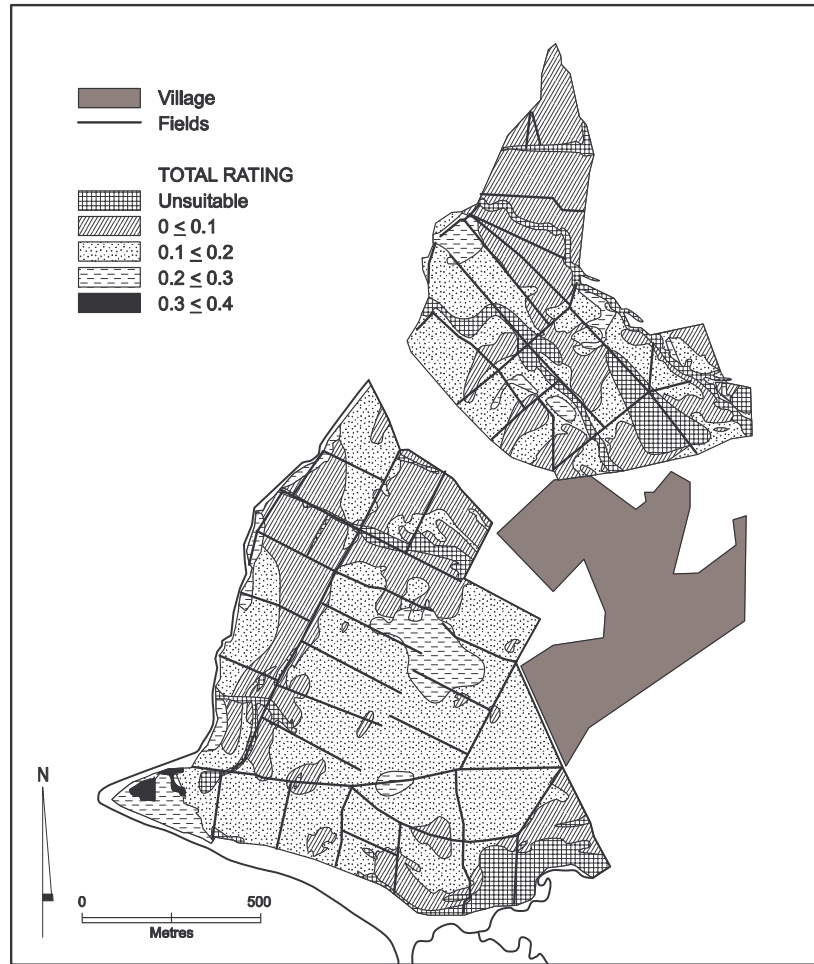 Village
Fields
TOTAL RATING
Unsuitable
0 ≤ 0.1
0.1 ≤ 0.2
0.2 ≤ 0.3
0.3 ≤ 0.4
N
0 500
Metres